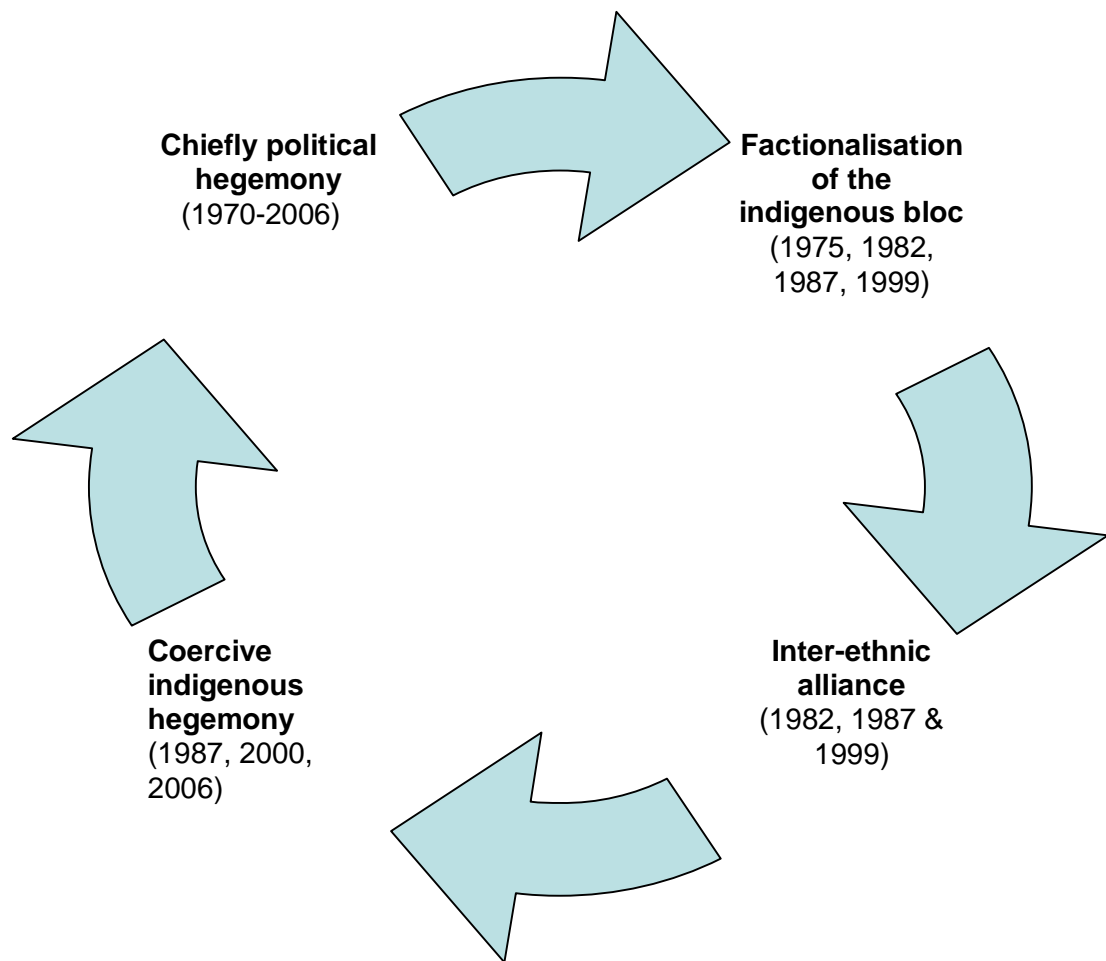 Chiefly political
hegemony
(1970-2006)
Factionalisation
of the
indigenous bloc
(1975, 1982,
1987, 1999)
Inter-ethnic
alliance
(1982, 1987 &
1999)
Coercive
indigenous
hegemony
(1987, 2000,
2006)